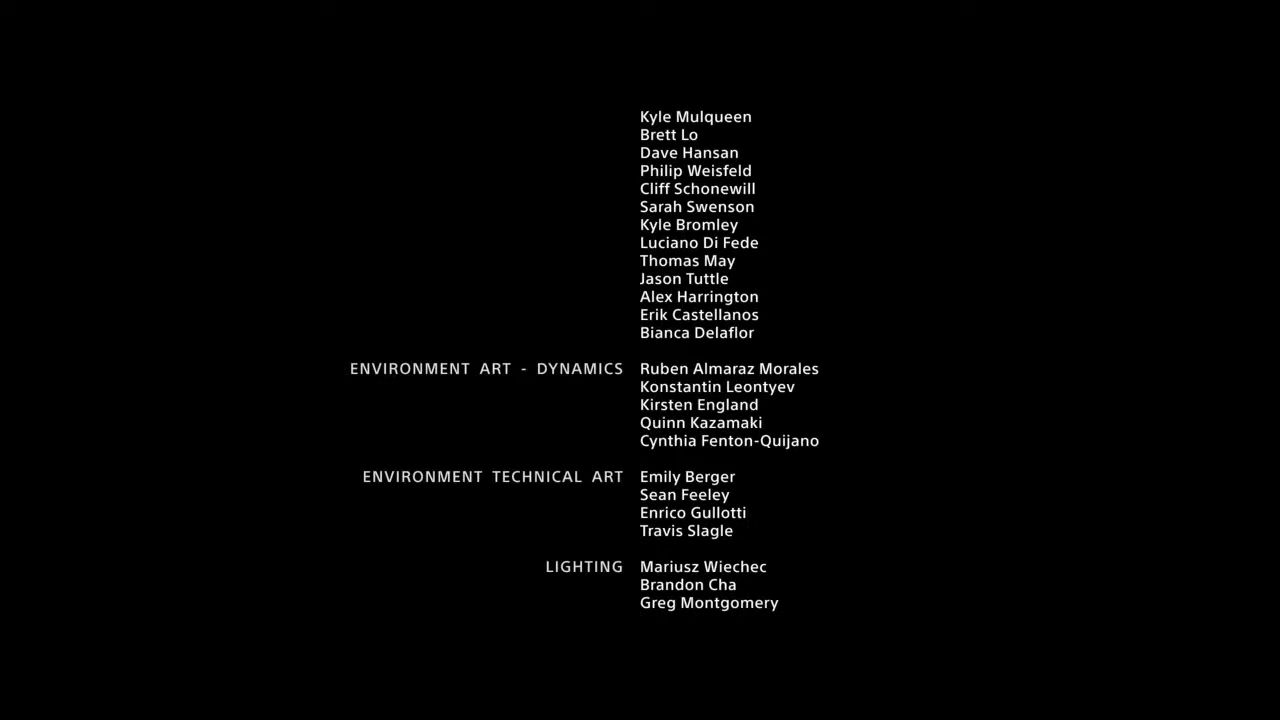 Kyle Mulqueen
Brett Lo
Dave Hansan
Philip Weisfeld
Cliff Schonewill
Sarah Swenson
Kyle Bromley
Luciano Di Fede
Thomas May
Jason Tuttle
Alex Harrington
Erik Castellanos
Bianca Delaflor
ENVIRONMENT ART - DYNAMICS Ruben Almaraz Morales
Konstantin Leontyev
Kirsten England
Quinn Kazamaki
Cynthia Fenton-Quijano
ENVIRONMENT TECHNICAL ART Emily Berger
Sean Feeley
Enrico Gullotti
Travis Slagle
LIGHTING Mariusz Wiechec
Brandon Cha
Greg Montgomery